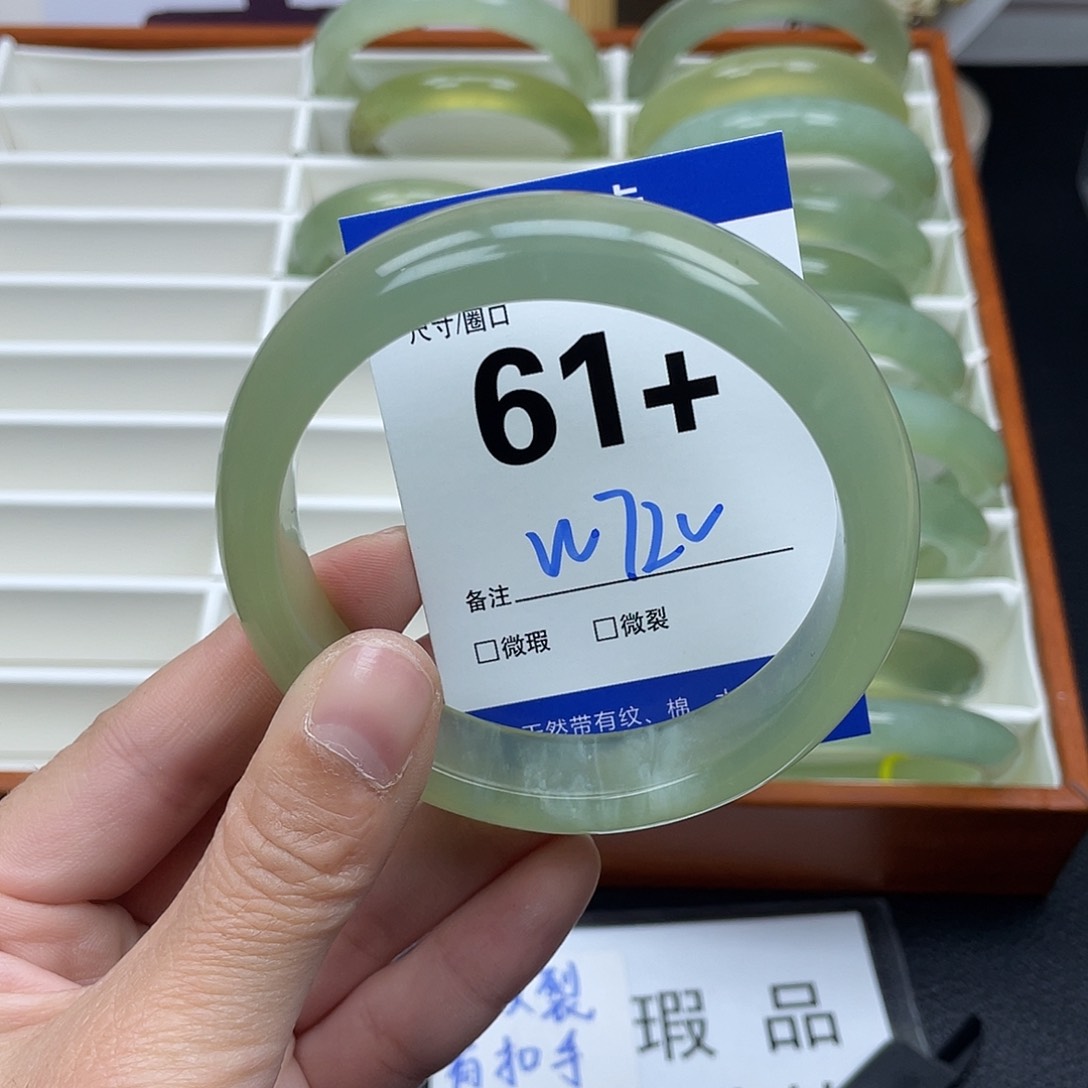 尺寸/圈口
61+
W72v
备注
□微瑕 □微裂
天然带有纹、棉、
裂
有扣手
瑕 品